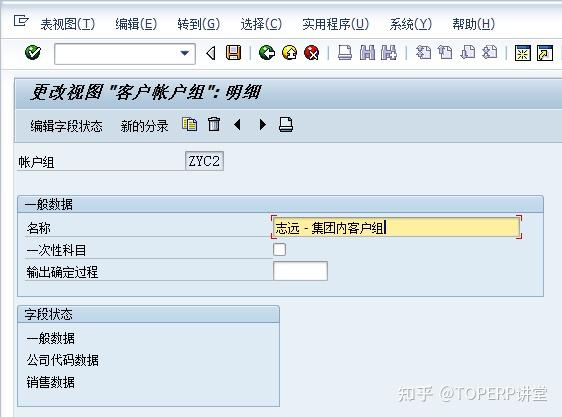 表视图(T) 编辑(E) 转到(G) 选择(C) 实用程序(U) 系统(Y) 帮助(H)
更改视图 "客户帐户组": 明细
编辑字段状态 新的分录
帐户组 ZYC2
一般数据
名称 志远 - 集团内客户组
一次性科目
输出确定过程
字段状态
一般数据
公司代码数据
销售数据
知乎 @TOPERP讲堂